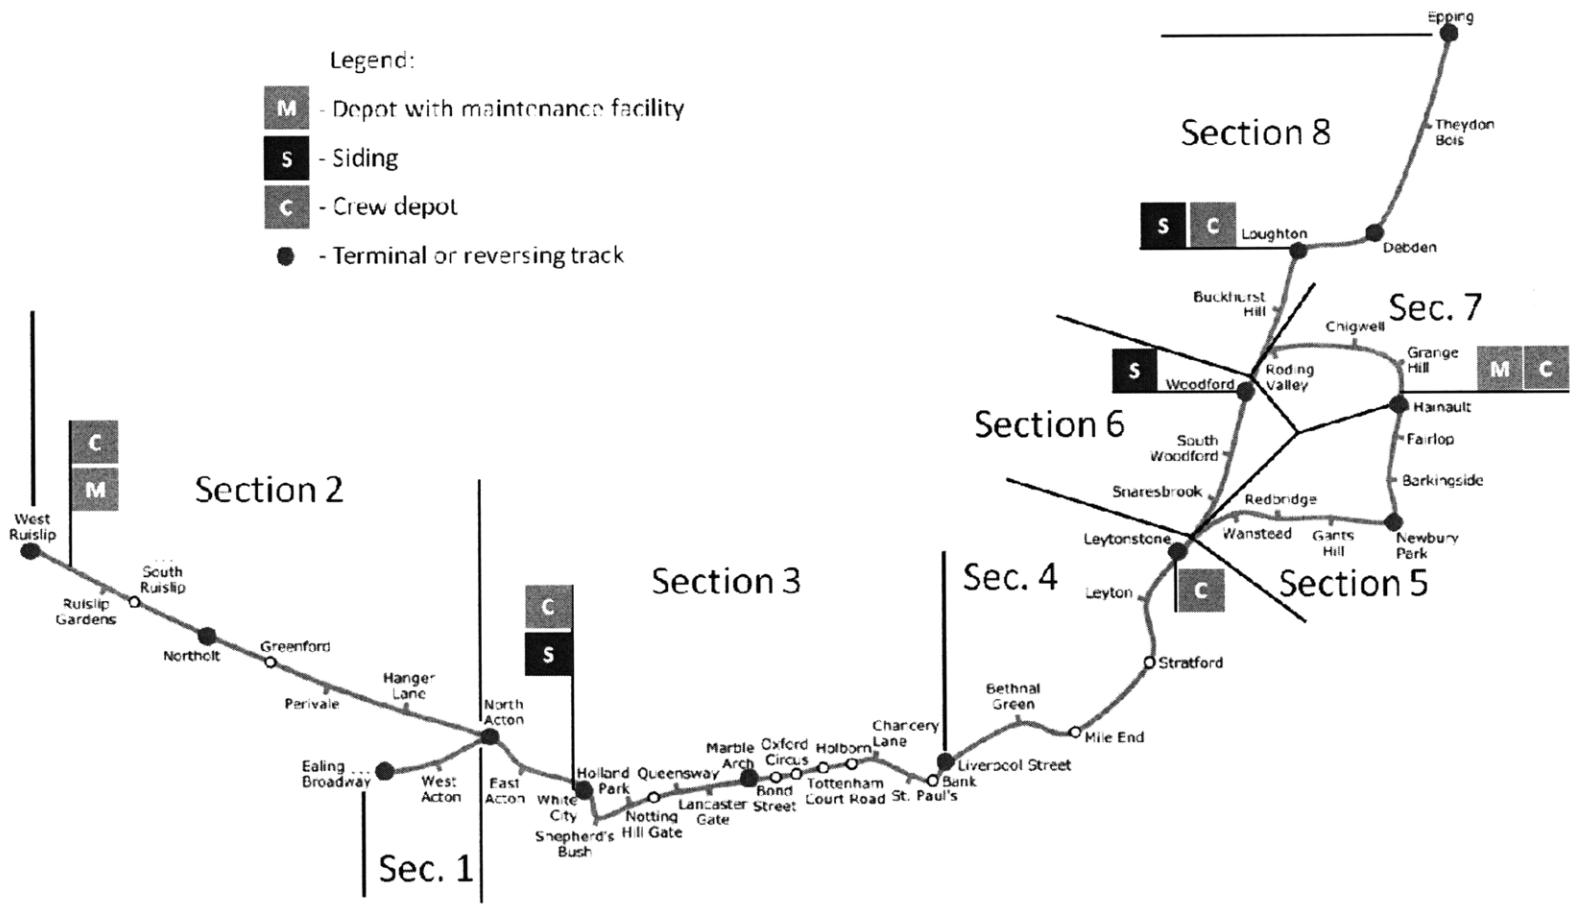 Legend:
M - Depot with maintenance facility
S - Siding
C - Crew depot
- Terminal or reversing track
Epping
Section 8
Theydon
Bois
S C
Loughton
Debden
Buckhurst
Hill
Sec. 7
Chigwell
Grange
Hill
M C
S
Woodford
Roding
Valley
Hainault
Section 6
Fairlop
South
Woodford
Barkingside
Snaresbrook
Redbridge
Wanstead
Gants
Hill
Newbury
Park
Leytonstone
Section 5
C
Leyton
Sec. 4
Stratford
Bethnal
Green
Mile End
Liverpool Street
Bank
Section 3
Chancery
Lane
St. Paul's
Holborn
Tottenham
Court Road
Oxford
Circus
Bond
Street
Marble
Arch
Lancaster
Gate
Queensway
Notting
Hill Gate
Holland
Park
Shepherd's
Bush
White
City
C
S
East
Acton
North
Acton
West
Acton
Ealing
Broadway
Sec. 1
Section 2
Hanger
Lane
Perivale
Greenford
Northolt
South
Ruislip
Ruislip
Gardens
C
M
West
Ruislip